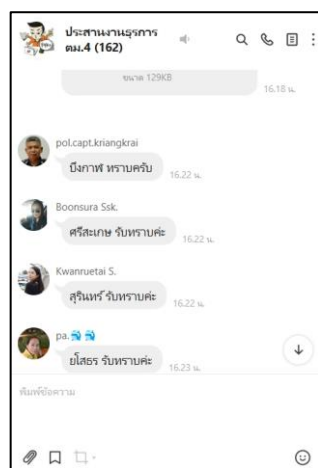 ประสานงานธุรการ
ตม.4 (162)
ขนาด 129KB
16.18 น.
pol.capt.kriangkrai
บึงกาฬ ทราบครับ
16.22 น.
Boonsura Ssk.
ศรีสะเกษ รับทราบค่ะ
16.22 น.
Kwanruetai S.
สุรินทร์ รับทราบค่ะ
16.22 น.
pa.
ยโสธร รับทราบค่ะ
16.23 น.
พิมพ์ข้อความ